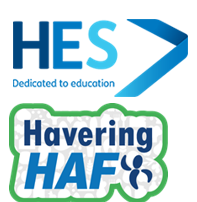 HES
Dedicated to education
Havering
HAF